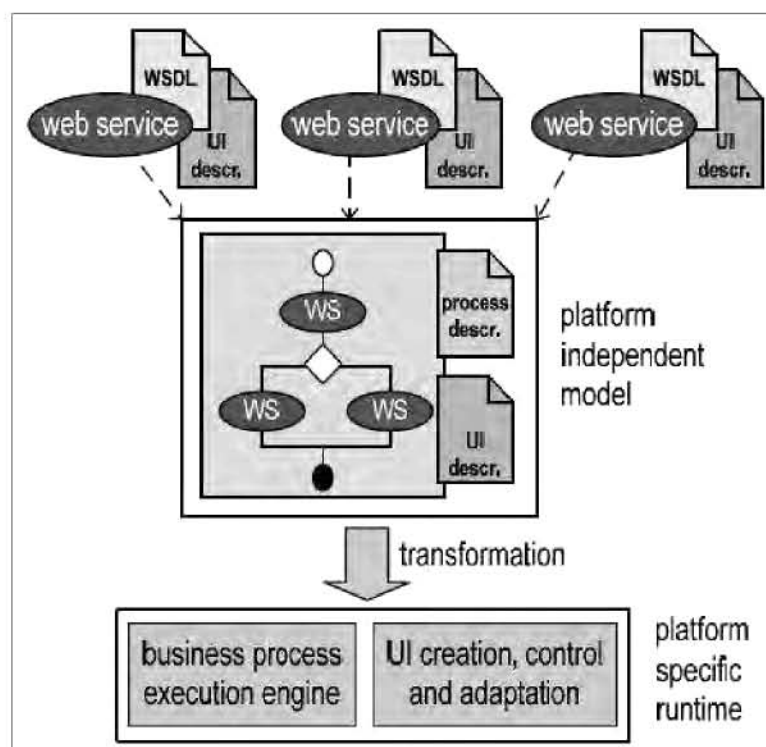 WSDL
web service
UI
descr.
WSDL
web service
UI
descr.
WSDL
web service
UI
descr.
WS
WS
WS
process
descr.
UI
descr.
platform
independent
model
transformation
business process
execution engine
UI creation, control
and adaptation
platform
specific
runtime